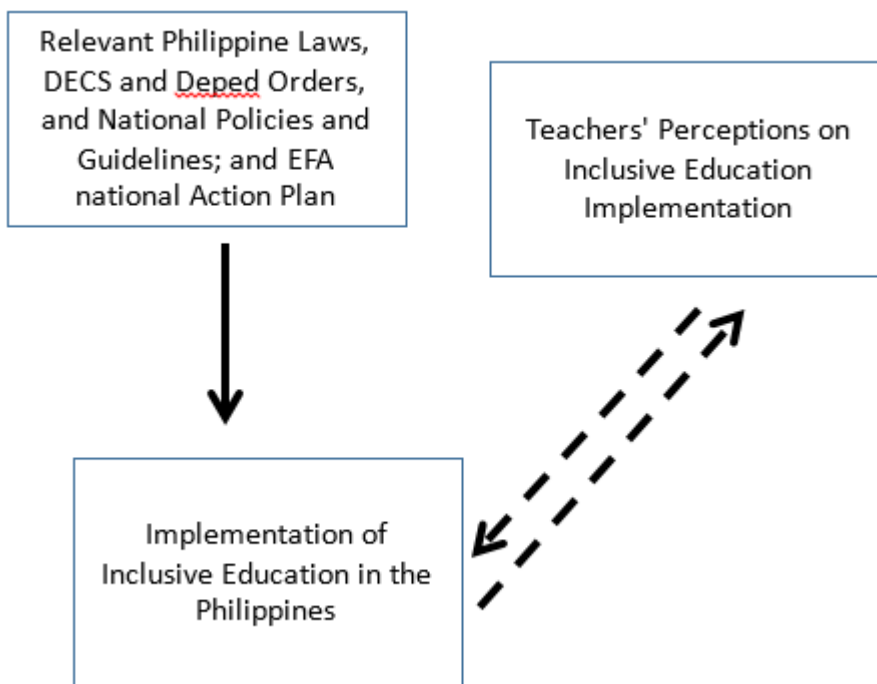 Relevant Philippine Laws,
DECS and Deped Orders,
and National Policies and
Guidelines; and EFA
national Action Plan
Teachers' Perceptions on
Inclusive Education
Implementation
Implementation of
Inclusive Education in the
Philippines